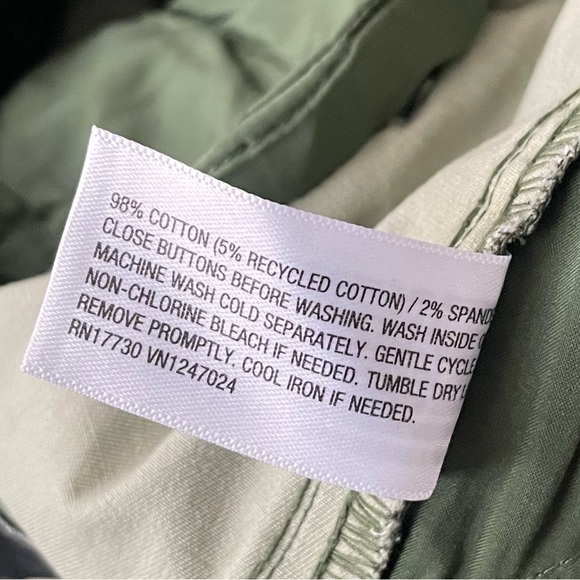 98% COTTON (5% RECYCLED COTTON) / 2% SPAND
CLOSE BUTTONS BEFORE WASHING. WASH INSIDE
MACHINE WASH COLD SEPARATELY. GENTLE CYCLE
NON-CHLORINE BLEACH IF NEEDED. TUMBLE DRY
REMOVE PROMPTLY. COOL IRON IF NEEDED.
RN17730 VN1247024